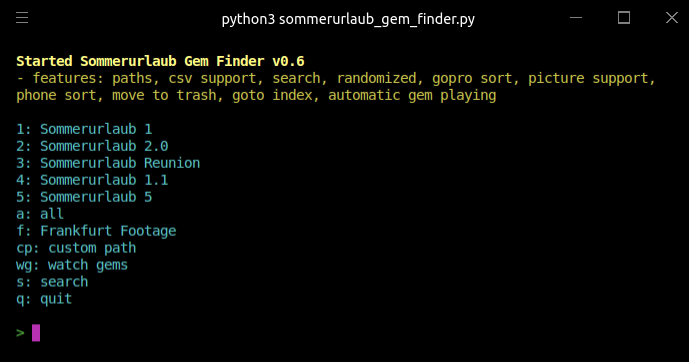 python3 sommerurlaub_gem_finder.py
Started Sommerurlaub Gem Finder v0.6
- features: paths, csv support, search, randomized, gopro sort, picture support,
phone sort, move to trash, goto index, automatic gem playing
1: Sommerurlaub 1
2: Sommerurlaub 2.0
3: Sommerurlaub Reunion
4: Sommerurlaub 1.1
5: Sommerurlaub 5
a: all
f: Frankfurt Footage
cp: custom path
wg: watch gems
s: search
q: quit
>